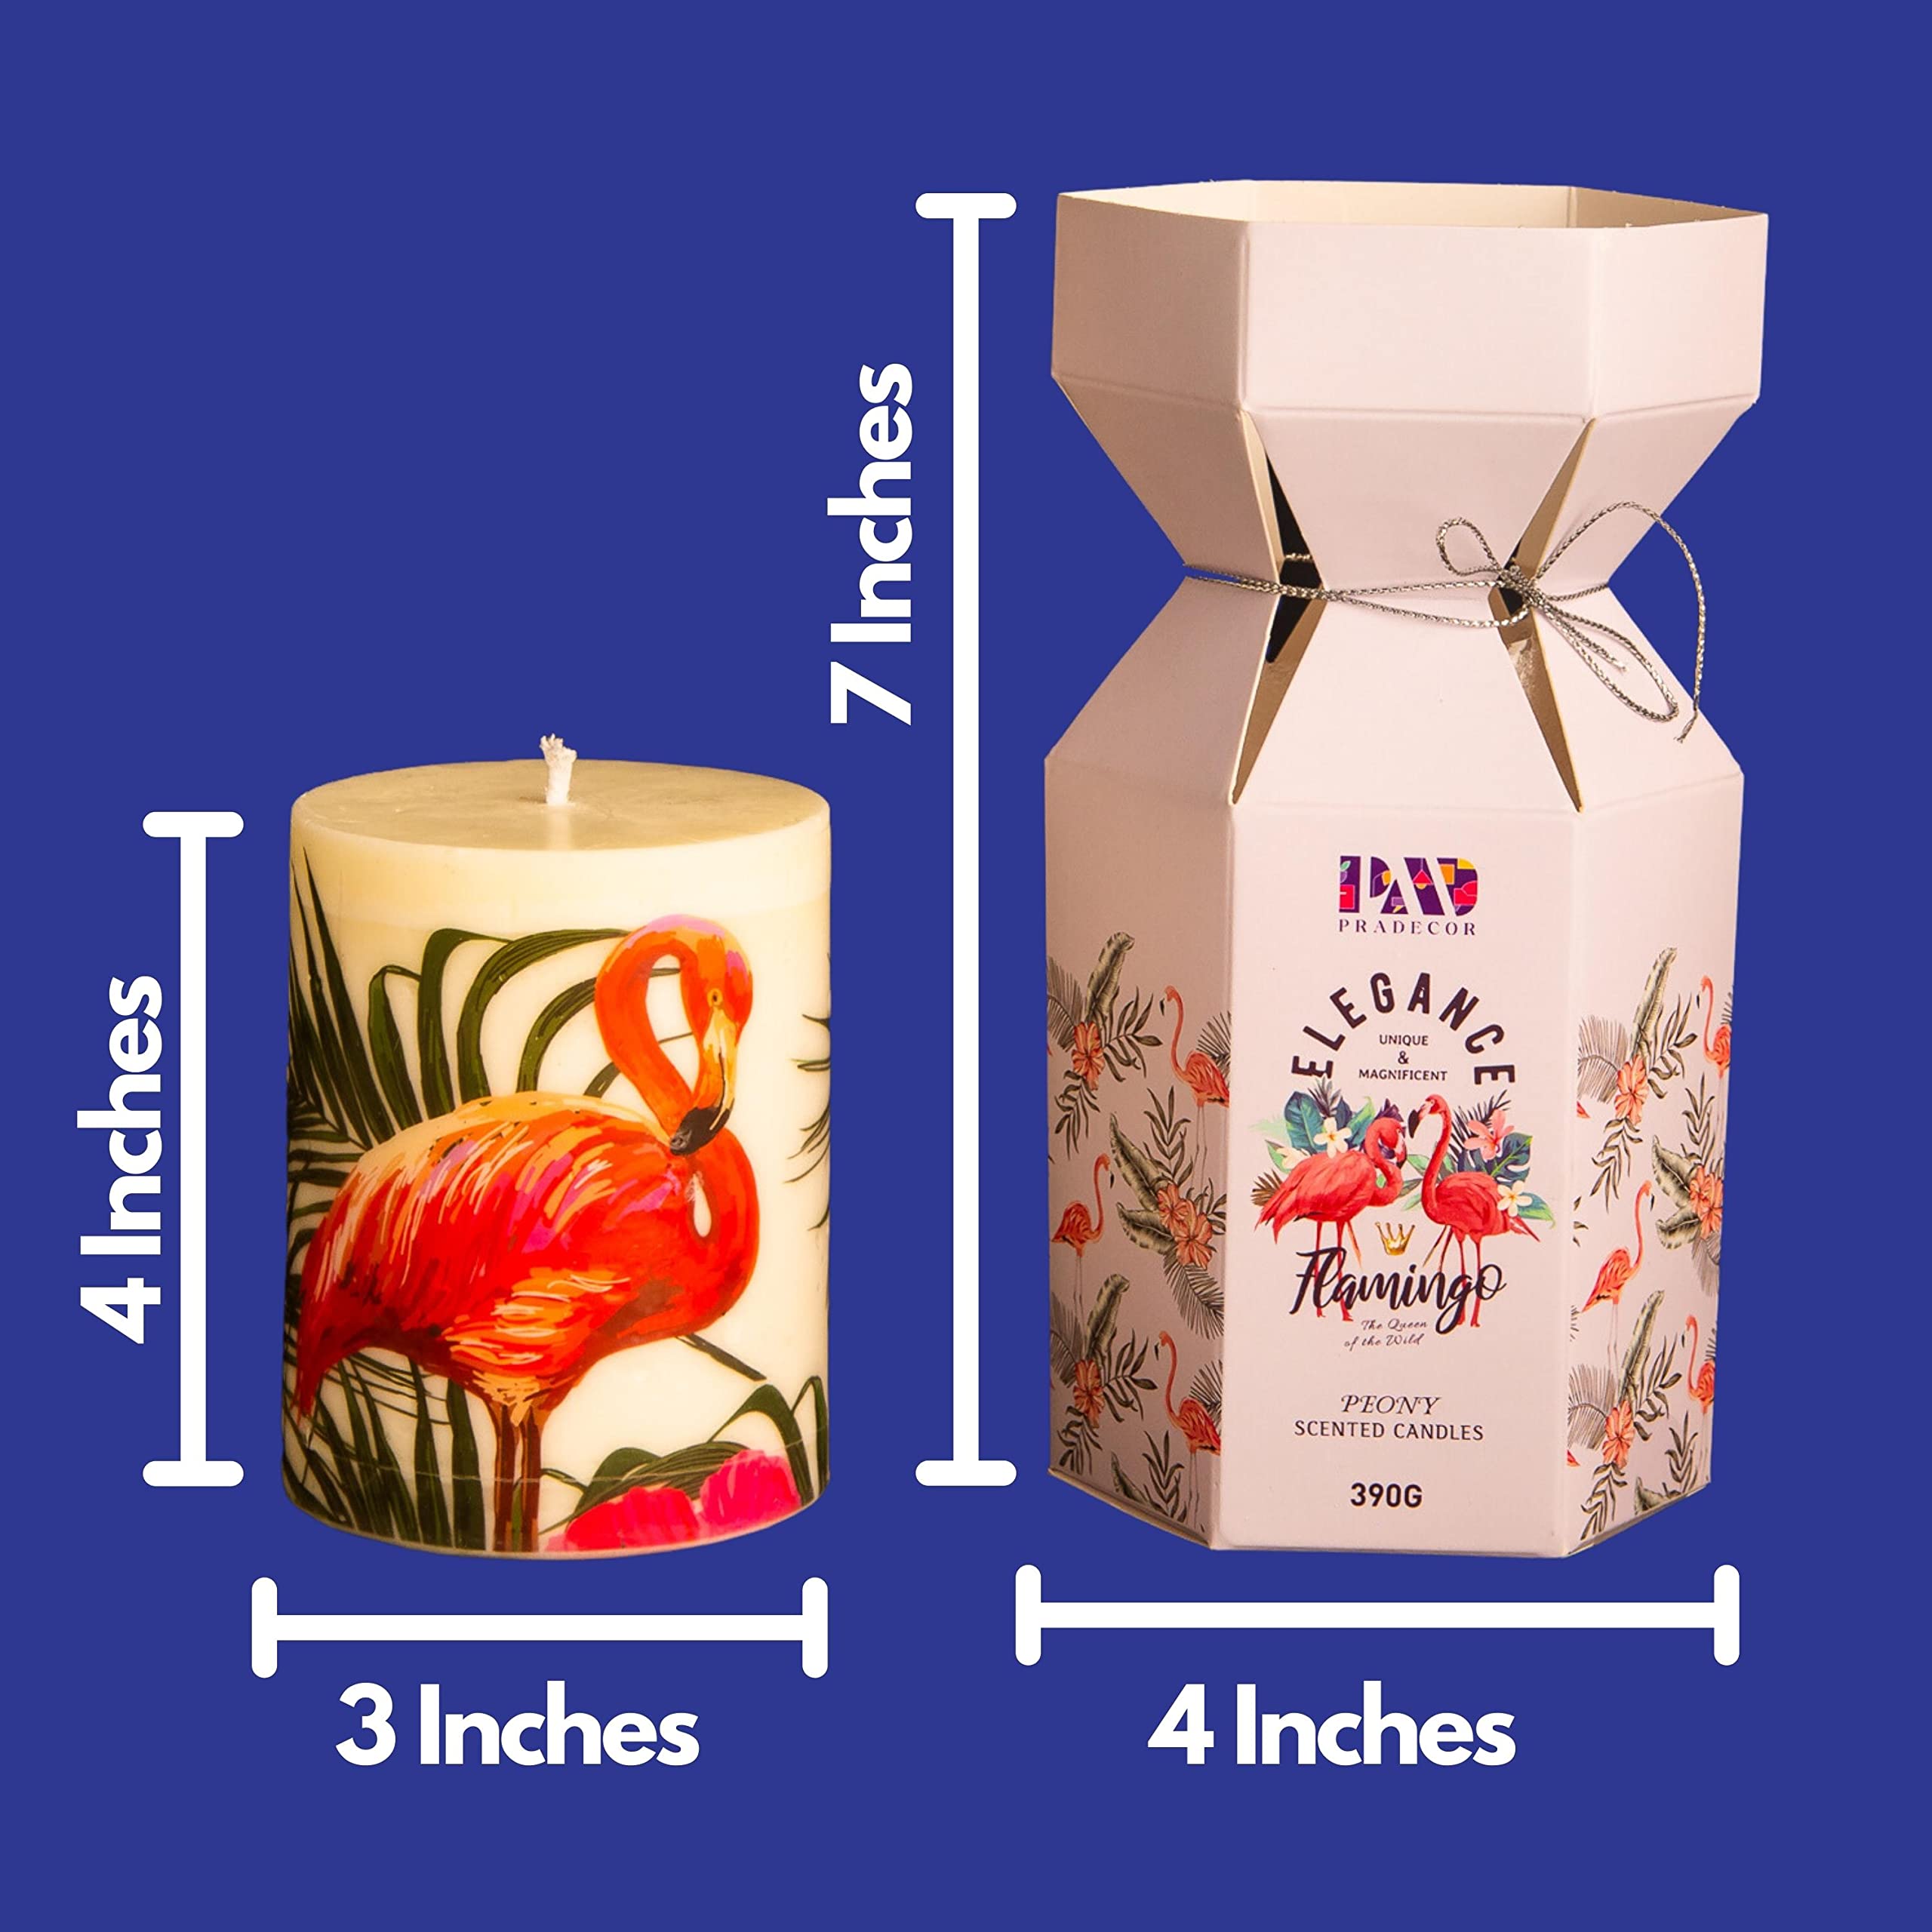 7 Inches
4 Inches
3 Inches
4 Inches
PAD
PRADECOR
ELEGANCE
UNIQUE
&
MAGNIFICENT
Flamingo
The Queen
of the Wild
PEONY
SCENTED CANDLES
390G